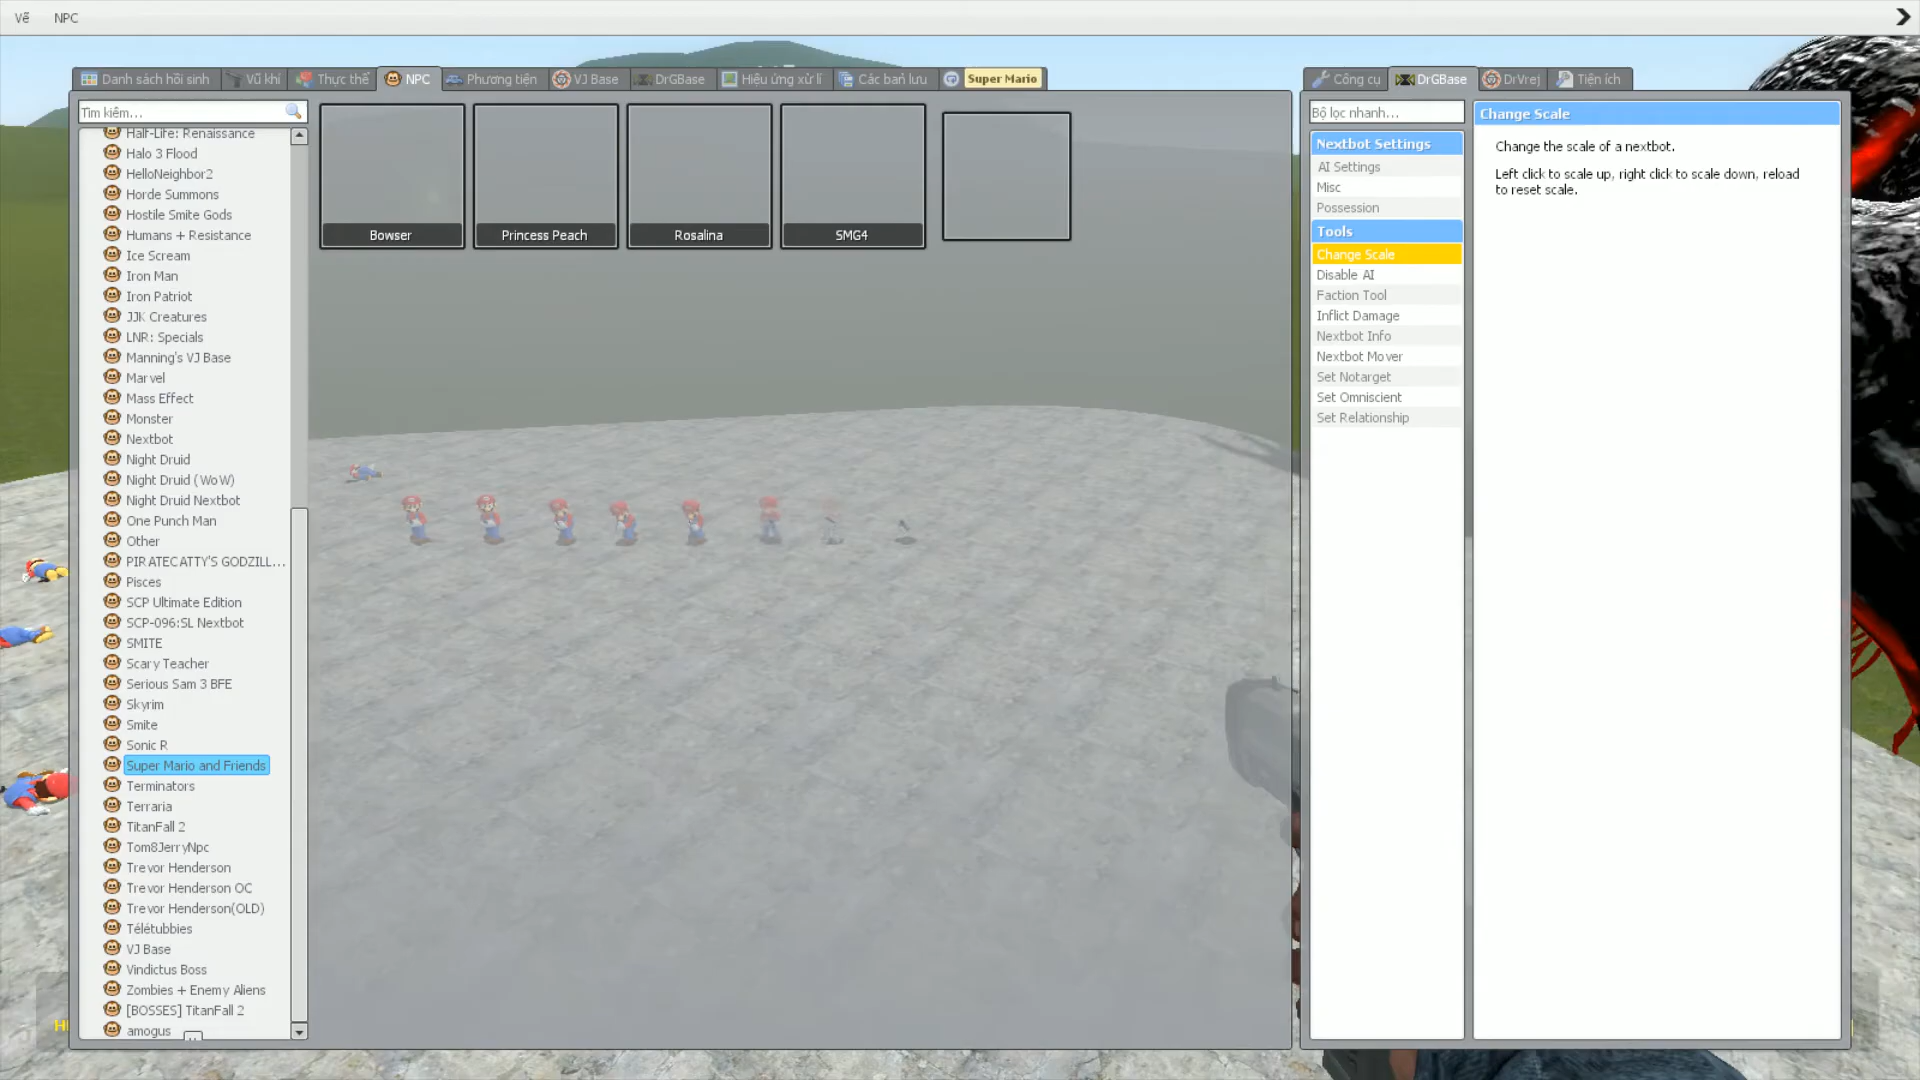 Vẽ NPC
Danh sách hồi sinh Vũ khí Thực thể NPC Phương tiện VJ Base DrGBase Hiệu ứng xử lí Các bản lưu Super Mario
Công cụ DrGBase DrVrej Tiện ích
Tìm kiếm...
Half-Life: Renaissance
Halo 3 Flood
HelloNeighbor2
Horde Summons
Hostile Smite Gods
Humans + Resistance
Ice Scream
Iron Man
Iron Patriot
JJK Creatures
LNR: Specials
Manning's VJ Base
Marvel
Mass Effect
Monster
Nextbot
Night Druid
Night Druid (WoW)
Night Druid Nextbot
One Punch Man
Other
PIRATECATTY'S GODZILL...
Pisces
SCP Ultimate Edition
SCP-096:SL Nextbot
SMITE
Scary Teacher
Serious Sam 3 BFE
Skyrim
Smite
Sonic R
Super Mario and Friends
Terminators
Terraria
TitanFall 2
Tom8JerryNpc
Trevor Henderson
Trevor Henderson OC
Trevor Henderson(OLD)
Télétubbies
VJ Base
Vindictus Boss
Zombies + Enemy Aliens
[BOSSES] TitanFall 2
amogus
Bowser Princess Peach Rosalina SMG4
Bộ lọc nhanh...
Nextbot Settings
AI Settings
Misc
Possession
Tools
Change Scale
Disable AI
Faction Tool
Inflict Damage
Nextbot Info
Nextbot Mover
Set Notarget
Set Omniscient
Set Relationship
Change Scale
Change the scale of a nextbot.
Left click to scale up, right click to scale down, reload
to reset scale.